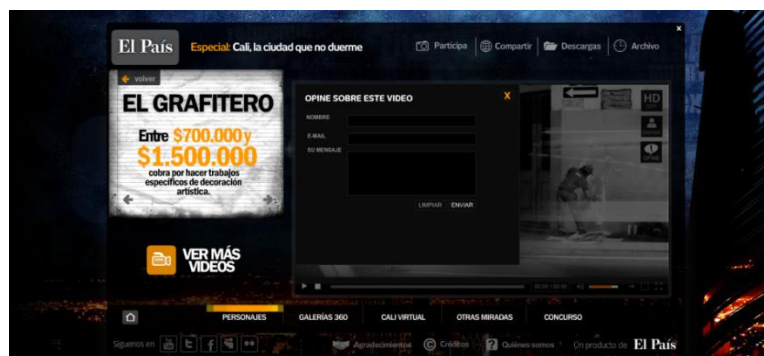 x
El País
Especial: Cali, la ciudad que no duerme
Participa
Compartir
Descargas
Archivo
volver
EL GRAFITERO
Entre $700.000 y
$1.500.000
cobra por hacer trabajos
específicos de decoración
artística.
VER MÁS
VIDEOS
OPINE SOBRE ESTE VIDEO
X
NOMBRE
E-MAIL
SU MENSAJE
LIMPIAR ENVIAR
HD
OPINE
PERSONAJES
GALERÍAS 360
CALI VIRTUAL
OTRAS MIRADAS
CONCURSO
Síguenos en
Agradecimientos
Créditos
Quiénes somos
Un producto de El País